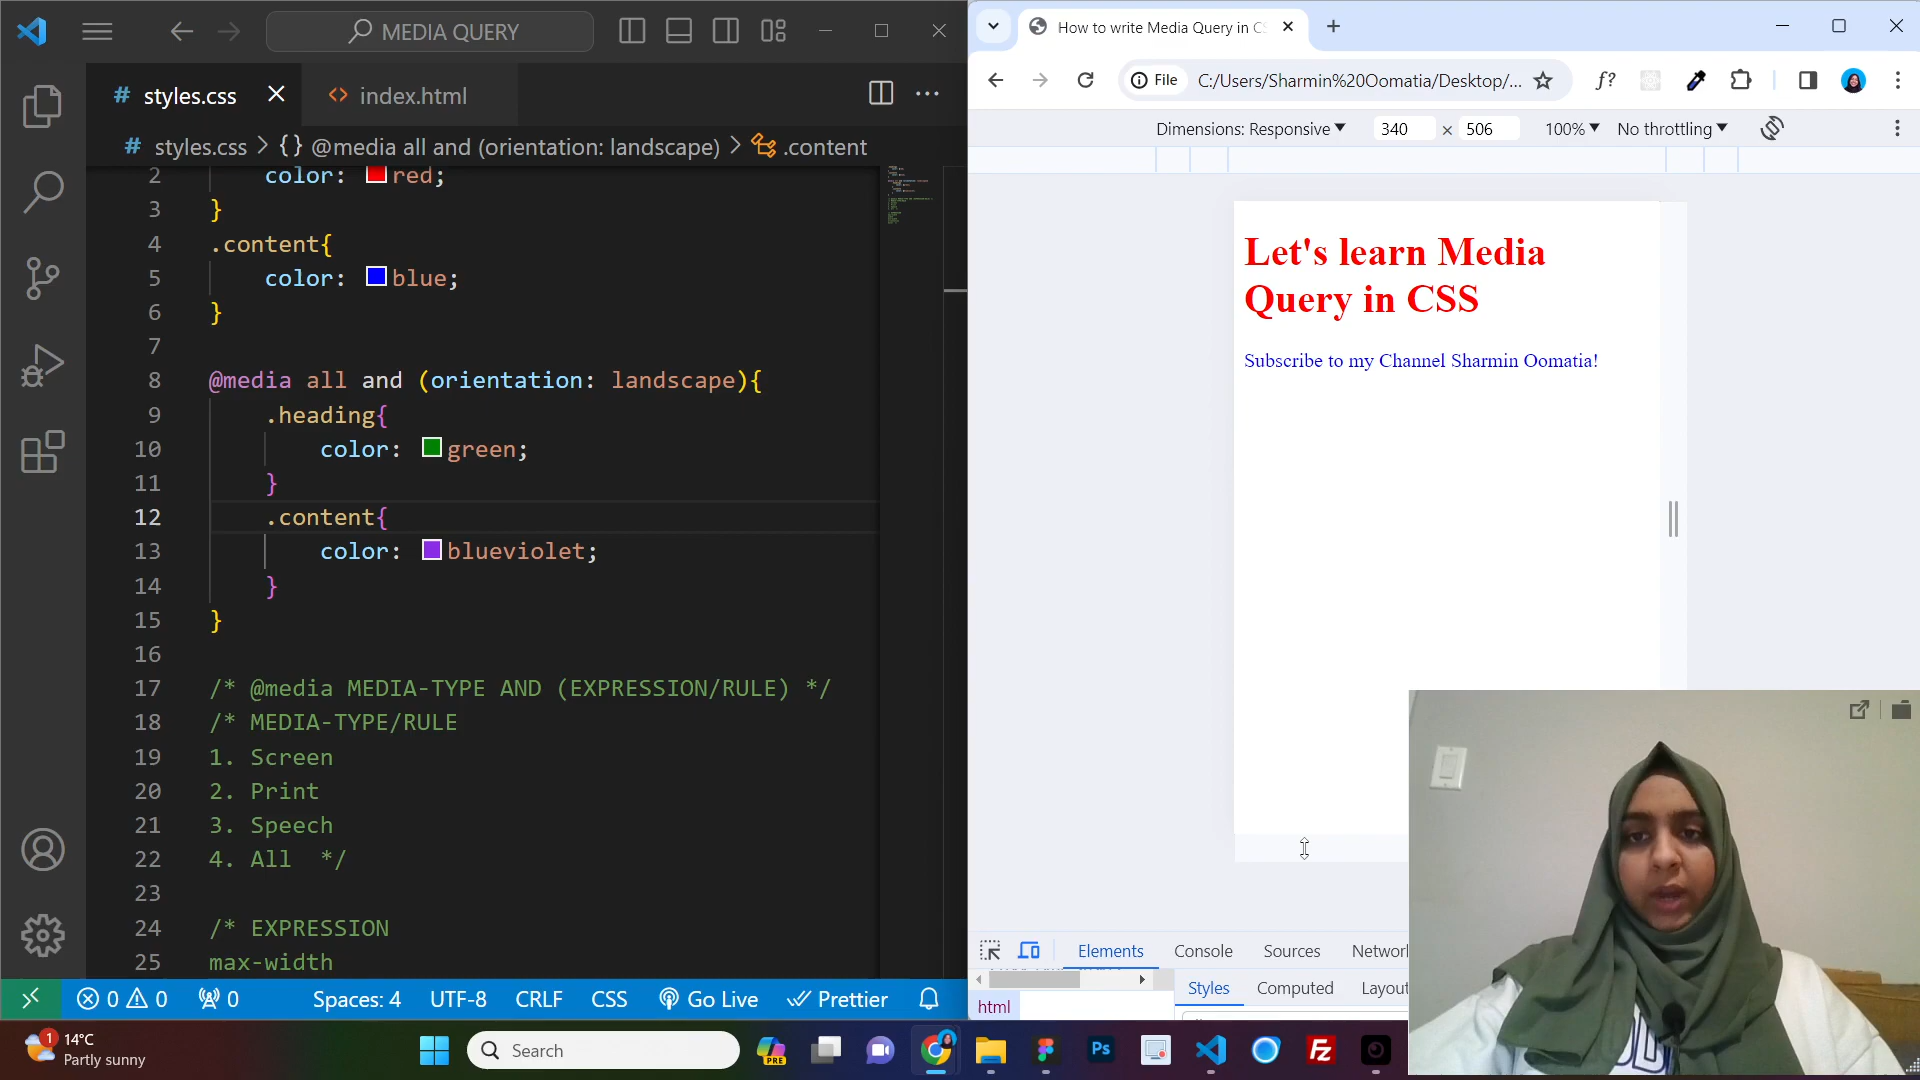 MEDIA QUERY
# styles.css
<> index.html
# styles.css > {} @media all and (orientation: landscape) > .content
2 color: red;
3 }
4 .content{
5 color: blue;
6 }
7
8 @media all and (orientation: landscape){
9 .heading{
10 color: green;
11 }
12 .content{
13 color: blueviolet;
14 }
15 }
16
17 /* @media MEDIA-TYPE AND (EXPRESSION/RULE) */
18 /* MEDIA-TYPE/RULE
19 1. Screen
20 2. Print
21 3. Speech
22 4. All */
23
24 /* EXPRESSION
25 max-width
0 0 0 Spaces: 4 UTF-8 CRLF CSS Go Live Prettier
How to write Media Query in
File C:/Users/Sharmin%20Oomatia/Desktop/... f?
Dimensions: Responsive 340 × 506 100% No throttling
Let's learn Media
Query in CSS
Subscribe to my Channel Sharmin Oomatia!
Elements Console Sources Networ
Styles Computed Layou
html
1 14°C
Partly sunny
Search
PRE
Ps
FZ